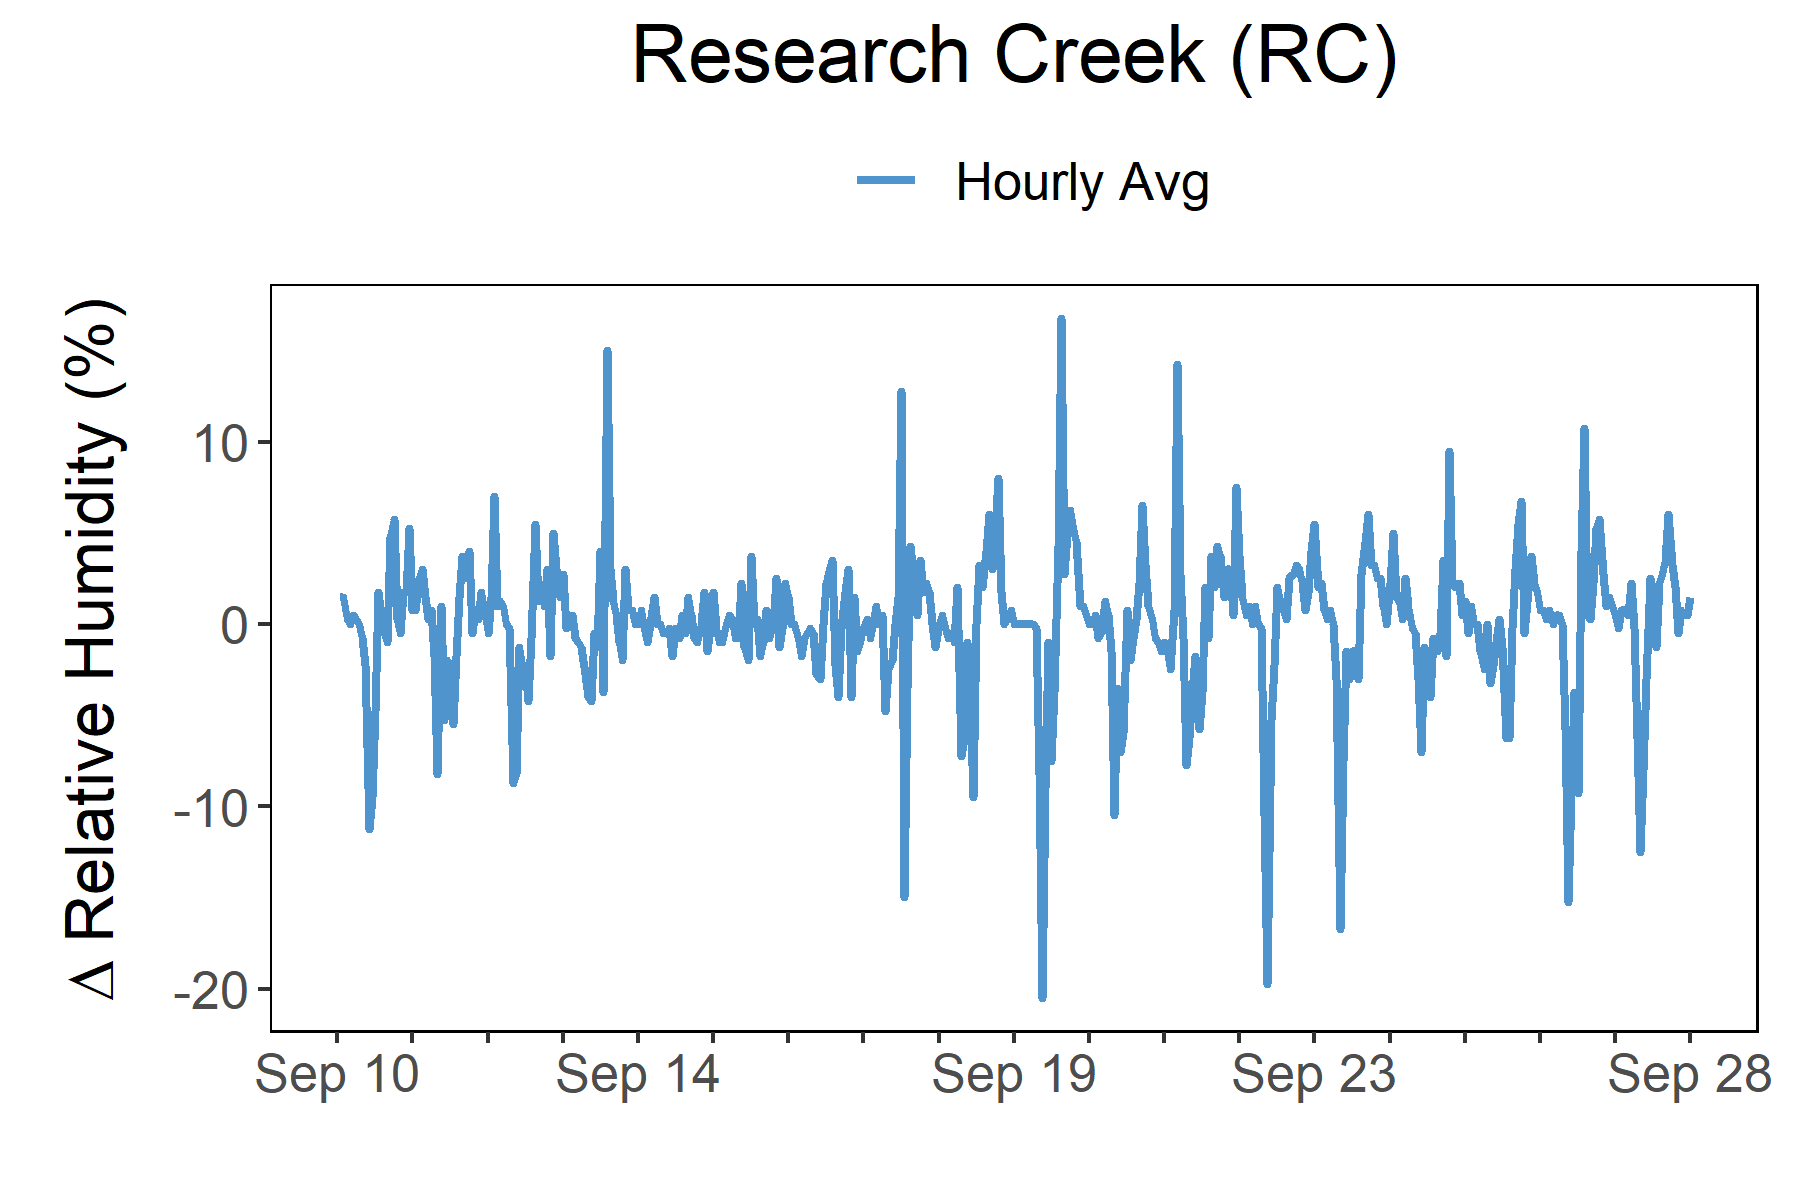 Research Creek (RC)
Hourly Avg
Δ Relative Humidity (%)
10
0
-10
-20
Sep 10 Sep 14 Sep 19 Sep 23 Sep 28